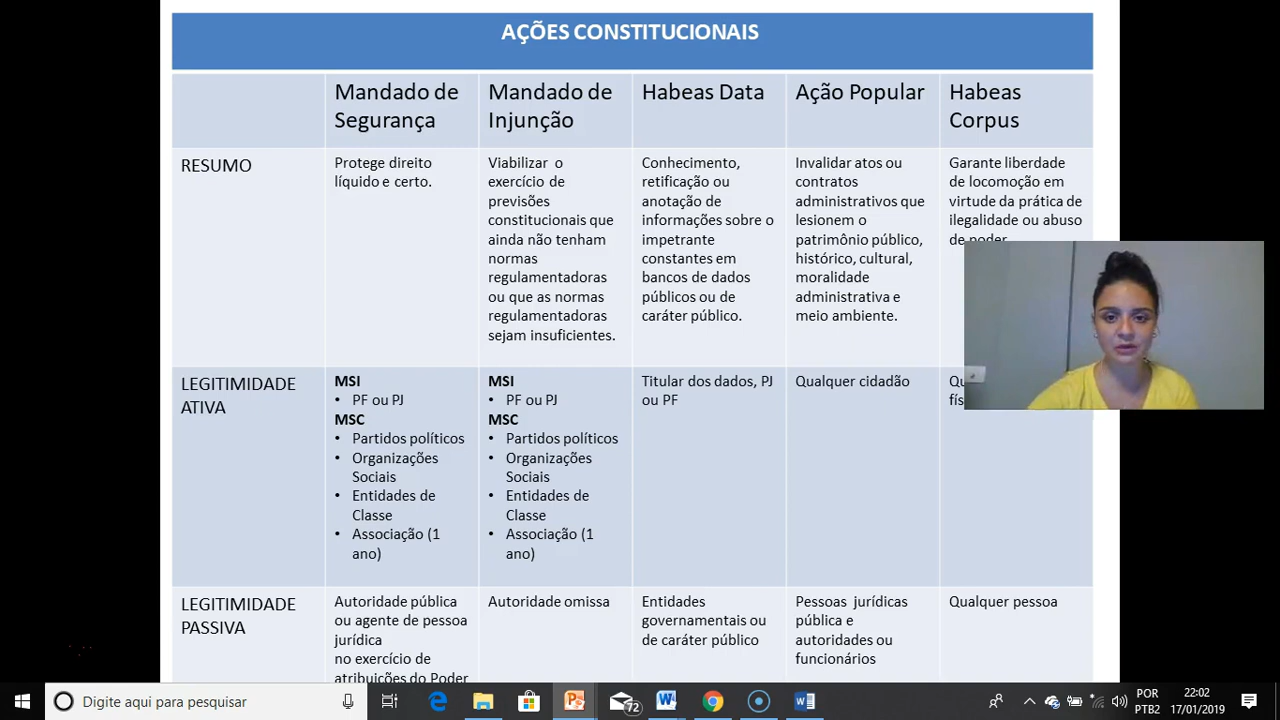 AÇÕES CONSTITUCIONAIS
Mandado de
Segurança
Mandado de
Injunção
Habeas Data
Ação Popular
Habeas
Corpus
RESUMO
Protege direito
líquido e certo.
Viabilizar o
exercício de
previsões
constitucionais que
ainda não tenham
normas
regulamentadoras
ou que as normas
regulamentadoras
sejam insuficientes.
Conhecimento,
retificação ou
anotação de
informações sobre o
impetrante
constantes em
bancos de dados
públicos ou de
caráter público.
Invalidar atos ou
contratos
administrativos que
lesionem o
patrimônio público,
histórico, cultural,
moralidade
administrativa e
meio ambiente.
Garante liberdade
de locomoção em
virtude da prática de
ilegalidade ou abuso
de poder
LEGITIMIDADE
ATIVA
MSI
• PF ou PJ
MSC
• Partidos políticos
• Organizações
Sociais
• Entidades de
Classe
• Associação (1
ano)
MSI
• PF ou PJ
MSC
• Partidos políticos
• Organizações
Sociais
• Entidades de
Classe
• Associação (1
ano)
Titular dos dados, PJ
ou PF
Qualquer cidadão
LEGITIMIDADE
PASSIVA
Autoridade pública
ou agente de pessoa
jurídica
no exercício de
atribuições do Poder
Autoridade omissa
Entidades
governamentais ou
de caráter público
Pessoas jurídicas
pública e
autoridades ou
funcionários
Qualquer pessoa
Digite aqui para pesquisar
72
POR
PTB2
22:02
17/01/2019